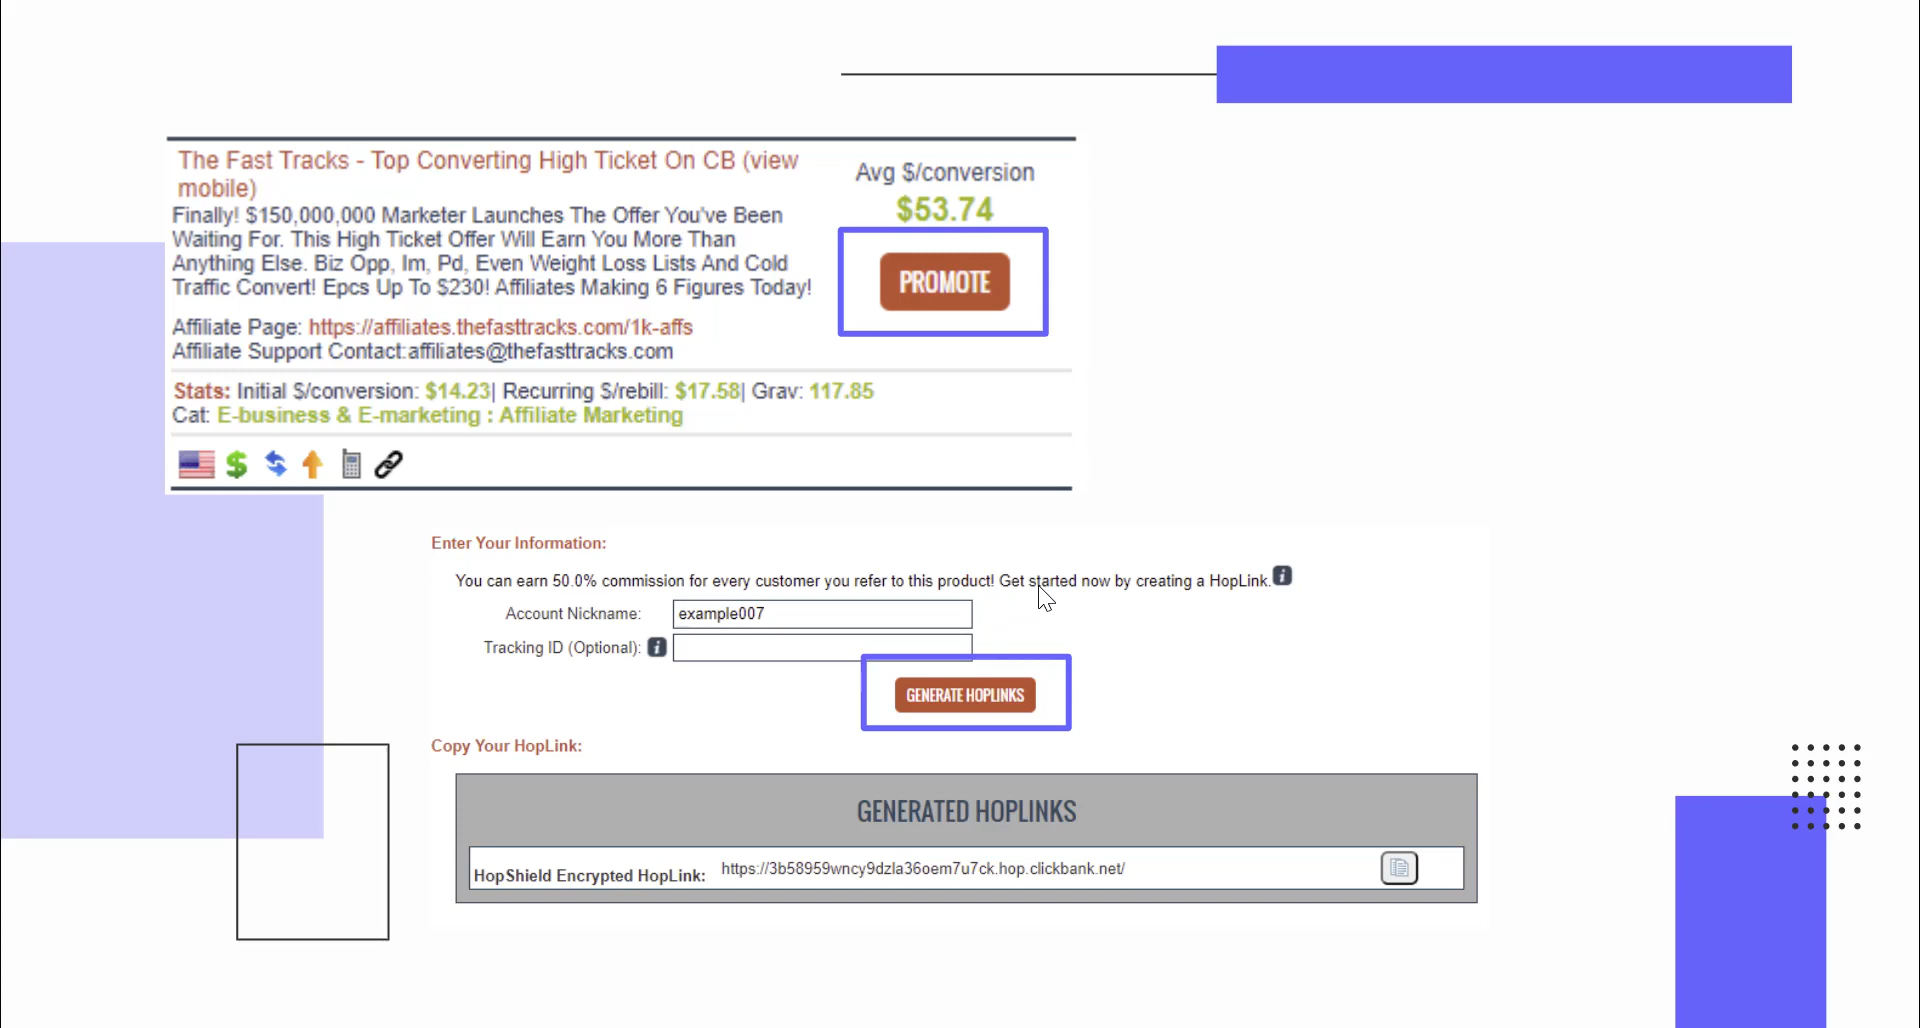 The Fast Tracks - Top Converting High Ticket On CB (view
mobile)
Finally! $150,000,000 Marketer Launches The Offer You've Been
Waiting For. This High Ticket Offer Will Earn You More Than
Anything Else. Biz Opp, Im, Pd, Even Weight Loss Lists And Cold
Traffic Convert! Epcs Up To $230! Affiliates Making 6 Figures Today!
Affiliate Page: https://affiliates.thefasttracks.com/1k-affs
Affiliate Support Contact:affiliates@thefasttracks.com
Avg $/conversion
$53.74
PROMOTE
Stats: Initial $/conversion: $14.23| Recurring $/rebill: $17.58| Grav: 117.85
Cat: E-business & E-marketing : Affiliate Marketing
Enter Your Information:
You can earn 50.0% commission for every customer you refer to this product! Get started now by creating a HopLink.
Account Nickname: example007
Tracking ID (Optional):
GENERATE HOPLINKS
Copy Your HopLink:
GENERATED HOPLINKS
HopShield Encrypted HopLink: https://3b58959wncy9dzla36oem7u7ck.hop.clickbank.net/